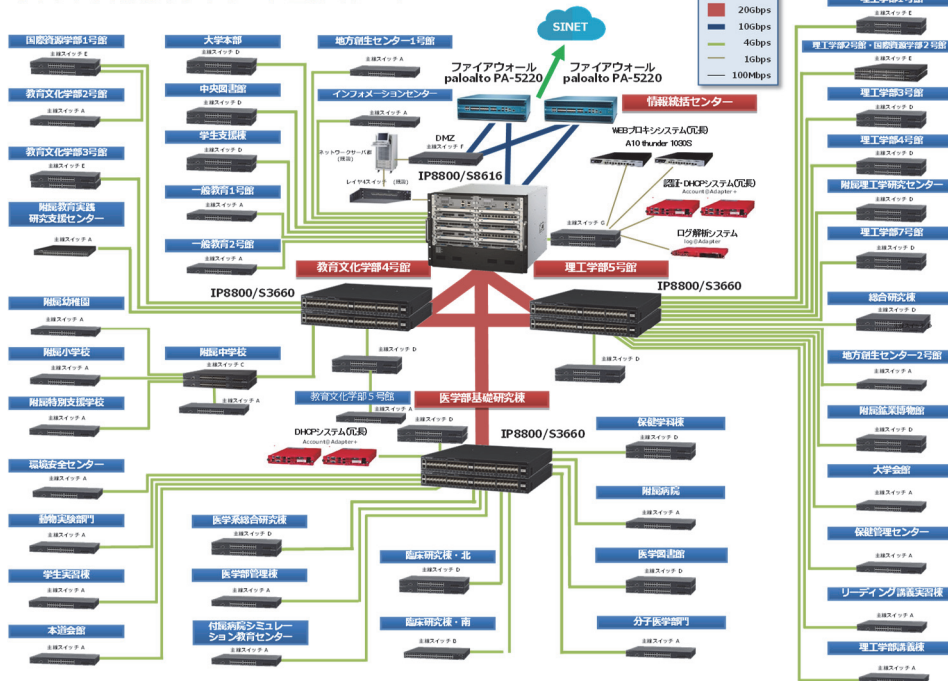 20Gbps
10Gbps
4Gbps
1Gbps
100Mbps
SINET
ファイアウォール
paloalto PA-5220
ファイアウォール
paloalto PA-5220
情報統括センター
国際資源学部1号館
主線スイッチ E
教育文化学部2号館
主線スイッチ A
教育文化学部3号館
主線スイッチ E
附属教育実践
研究支援センター
主線スイッチ A
大学本部
主線スイッチ D
中央図書館
主線スイッチ D
学生支援棟
主線スイッチ D
一般教育1号館
主線スイッチ A
一般教育2号館
主線スイッチ A
地方創生センター1号館
主線スイッチ A
インフォメーションセンター
主線スイッチ A
ネットワークサーバ群
(既設)
DMZ
主線スイッチ F
レイヤ4スイッチ (既設)
IP8800/S8616
WEBプロキシシステム(冗長)
A10 thunder 1030S
認証・DHCPシステム(冗長)
Account@Adapter+
主線スイッチ G
ログ解析システム
log@Adapter
教育文化学部4号館
IP8800/S3660
理工学部5号館
IP8800/S3660
主線スイッチ D
主線スイッチ D
附属幼稚園
主線スイッチ A
附属小学校
主線スイッチ A
附属特別支援学校
主線スイッチ A
附属中学校
主線スイッチ C
主線スイッチ A
教育文化学部5号館
主線スイッチ A
医学部基礎研究棟
IP8800/S3660
主線スイッチ D
DHCPシステム(冗長)
Account@Adapter+
環境安全センター
主線スイッチ A
動物実験部門
主線スイッチ A
学生実習棟
主線スイッチ A
本道会館
主線スイッチ A
医学系総合研究棟
主線スイッチ D
医学部管理棟
主線スイッチ A
付属病院シミュレー
ション教育センター
主線スイッチ A
臨床研究棟・北
主線スイッチ D
臨床研究棟・南
主線スイッチ B
保健学科棟
主線スイッチ D
附属病院
主線スイッチ A
医学図書館
主線スイッチ D
分子医学部門
主線スイッチ A
主線スイッチ E
理工学部2号館・国際資源学部2号館
主線スイッチ E
理工学部3号館
主線スイッチ D
理工学部4号館
主線スイッチ D
附属理工学研究センター
主線スイッチ D
理工学部7号館
主線スイッチ D
総合研究棟
主線スイッチ D
地方創生センター2号館
主線スイッチ A
附属鉱業博物館
主線スイッチ D
大学会館
主線スイッチ A
保健管理センター
主線スイッチ A
リーディング講義実習棟
主線スイッチ A
理工学部講義棟
主線スイッチ A